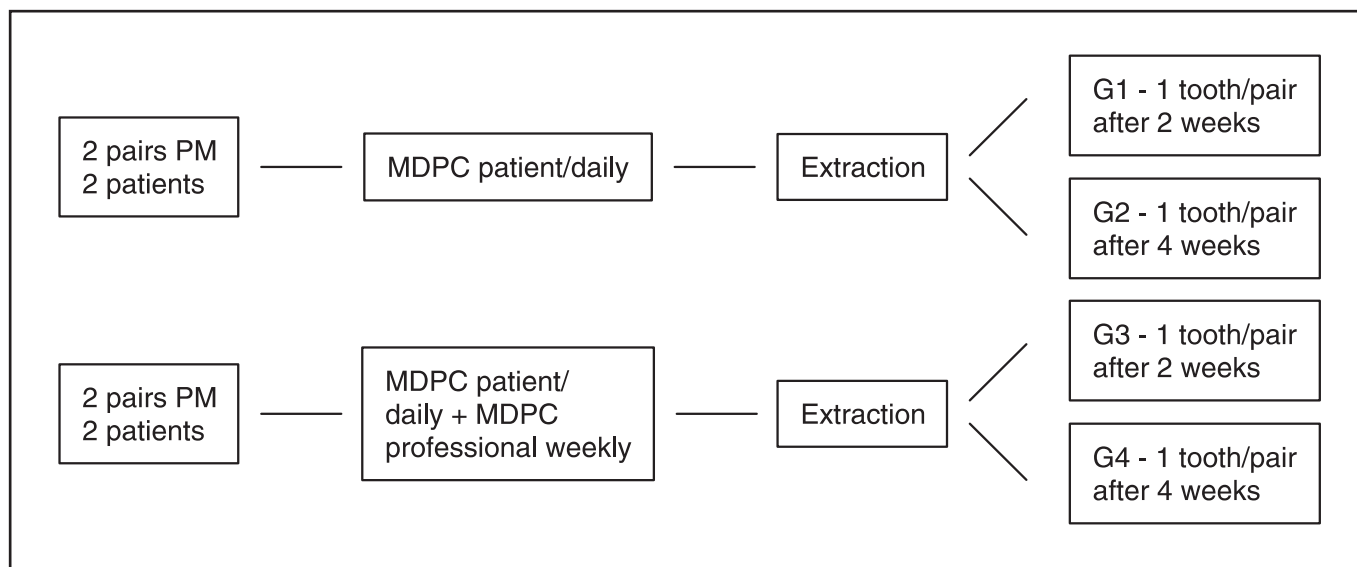 2 pairs PM
2 patients
MDPC patient/daily
Extraction
G1 - 1 tooth/pair
after 2 weeks
G2 - 1 tooth/pair
after 4 weeks
2 pairs PM
2 patients
MDPC patient/
daily + MDPC
professional weekly
Extraction
G3 - 1 tooth/pair
after 2 weeks
G4 - 1 tooth/pair
after 4 weeks